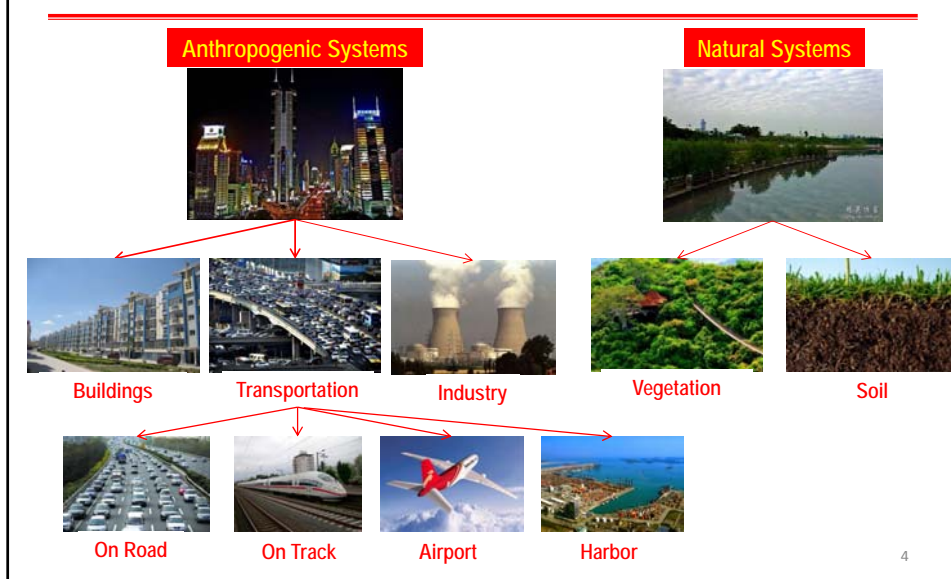 Anthropogenic Systems
Natural Systems
Buildings
Transportation
Industry
Vegetation
Soil
On Road
On Track
Airport
Harbor
4